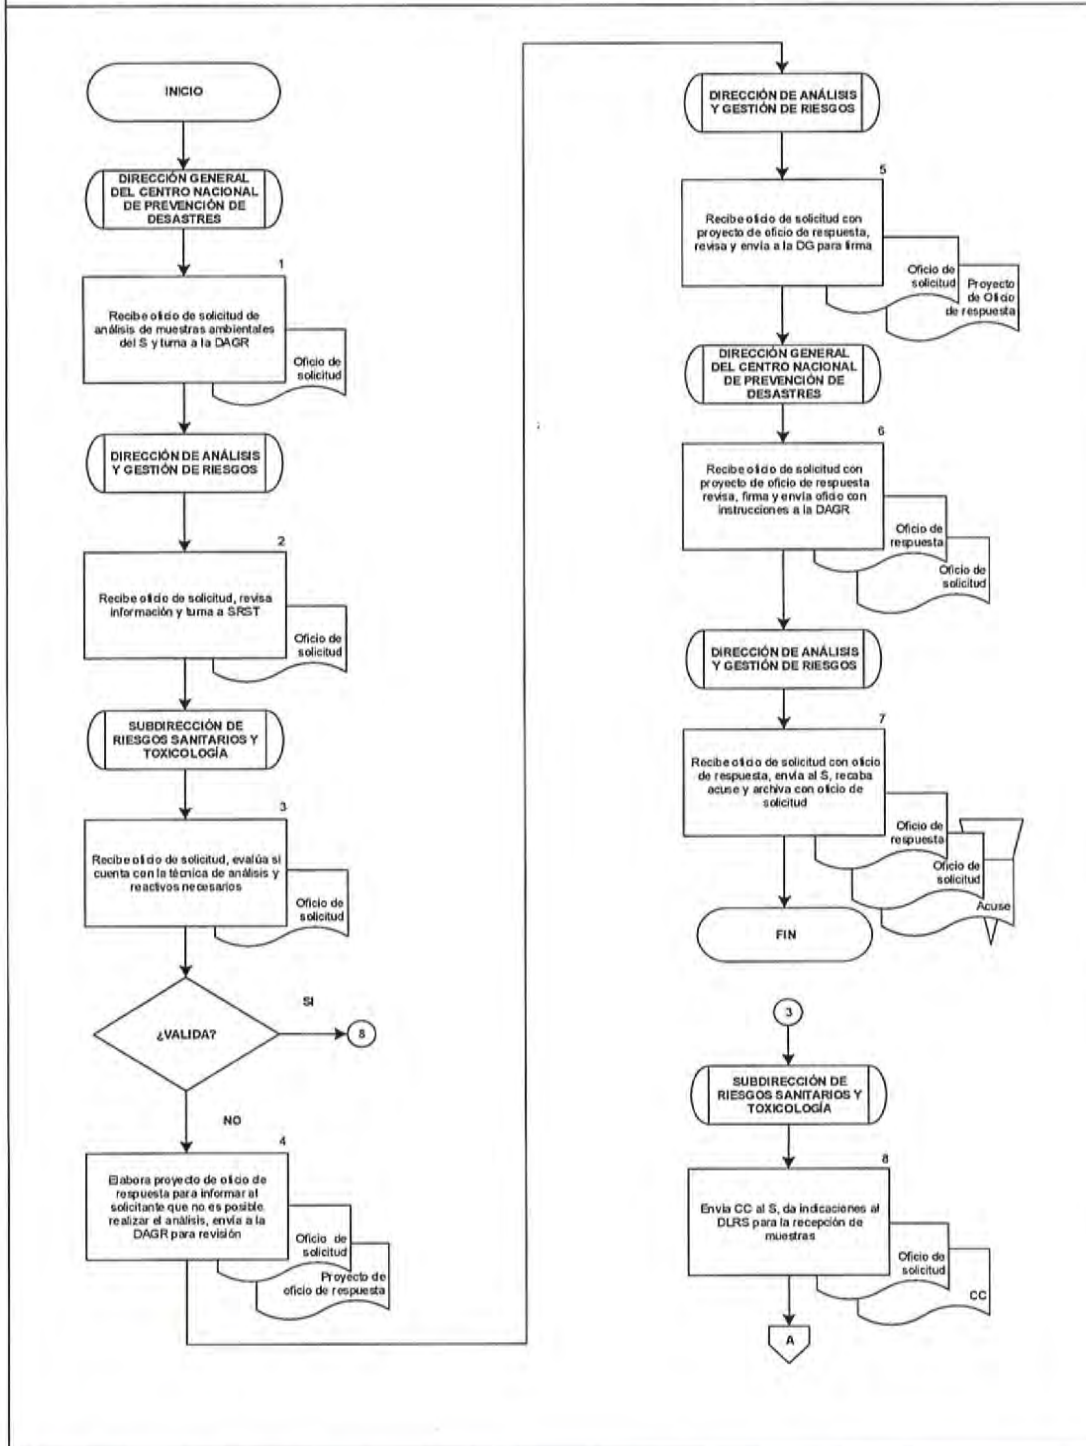 INICIO
DIRECCIÓN GENERAL
DEL CENTRO NACIONAL
DE PREVENCIÓN DE
DESASTRES
1
Recibe oficio de solicitud de
análisis de muestras ambientales
del S y turna a la DAGR
Oficio de
solicitud
DIRECCIÓN DE ANÁLISIS
Y GESTIÓN DE RIESGOS
2
Recibe oficio de solicitud, revisa
información y turna a SRST
Oficio de
solicitud
SUBDIRECCIÓN DE
RIESGOS SANITARIOS Y
TOXICOLOGÍA
3
Recibe oficio de solicitud, evalúa si
cuenta con la técnica de análisis y
reactivos necesarios
Oficio de
solicitud
¿VALIDA?
SI
8
NO
4
Elabora proyecto de oficio de
respuesta para informar al
solicitante que no es posible
realizar el análisis, envía a la
DAGR para revisión
Oficio de
solicitud
Proyecto de
oficio de respuesta
DIRECCIÓN DE ANÁLISIS
Y GESTIÓN DE RIESGOS
5
Recibe oficio de solicitud con
proyecto de oficio de respuesta,
revisa y envía a la DG para firma
Oficio de
solicitud
Proyecto
de Oficio
de respuesta
DIRECCIÓN GENERAL
DEL CENTRO NACIONAL
DE PREVENCIÓN DE
DESASTRES
6
Recibe oficio de solicitud con
proyecto de oficio de respuesta
revisa, firma y envía oficio con
instrucciones a la DAGR
Oficio de
respuesta
Oficio de
solicitud
DIRECCIÓN DE ANÁLISIS
Y GESTIÓN DE RIESGOS
7
Recibe oficio de solicitud con oficio
de respuesta, envía al S, recaba
acuse y archiva con oficio de
solicitud
Oficio de
respuesta
Oficio de
solicitud
Acuse
FIN
3
SUBDIRECCIÓN DE
RIESGOS SANITARIOS Y
TOXICOLOGÍA
8
Envía CC al S, da indicaciones al
DLRS para la recepción de
muestras
Oficio de
solicitud
CC
A